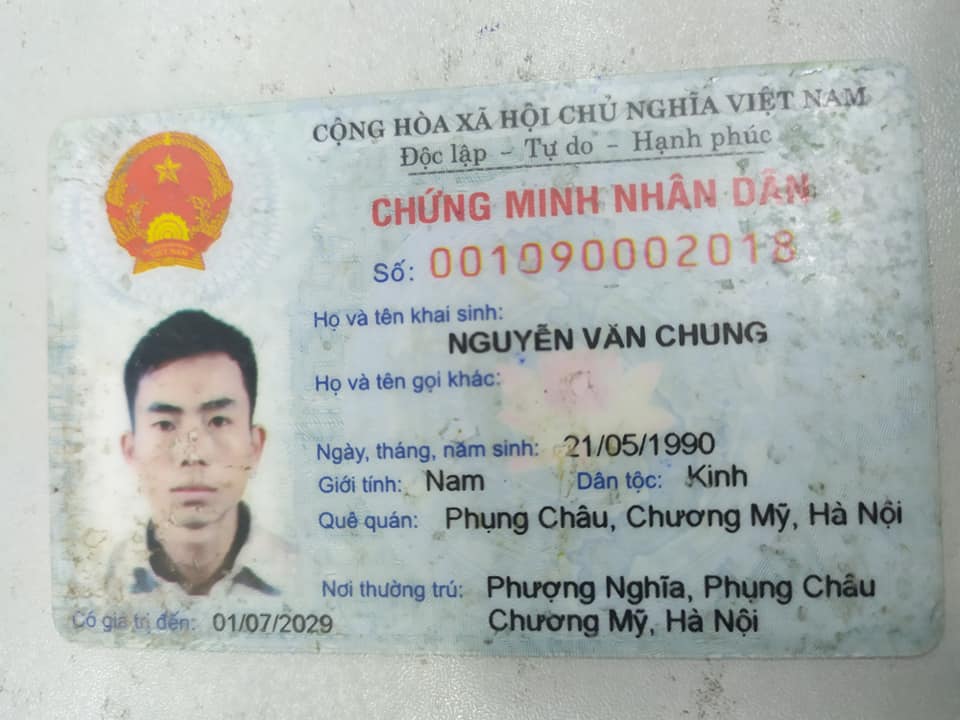 CỘNG HÒA XÃ HỘI CHỦ NGHĨA VIỆT NAM
Độc lập - Tự do - Hạnh phúc
CHỨNG MINH NHÂN DÂN
Số: 001090002018
Họ và tên khai sinh:
NGUYỄN VĂN CHUNG
Họ và tên gọi khác:
Ngày, tháng, năm sinh: 21/05/1990
Giới tính: Nam Dân tộc: Kinh
Quê quán: Phụng Châu, Chương Mỹ, Hà Nội
Nơi thường trú: Phượng Nghĩa, Phụng Châu
Chương Mỹ, Hà Nội
Có giá trị đến: 01/07/2029